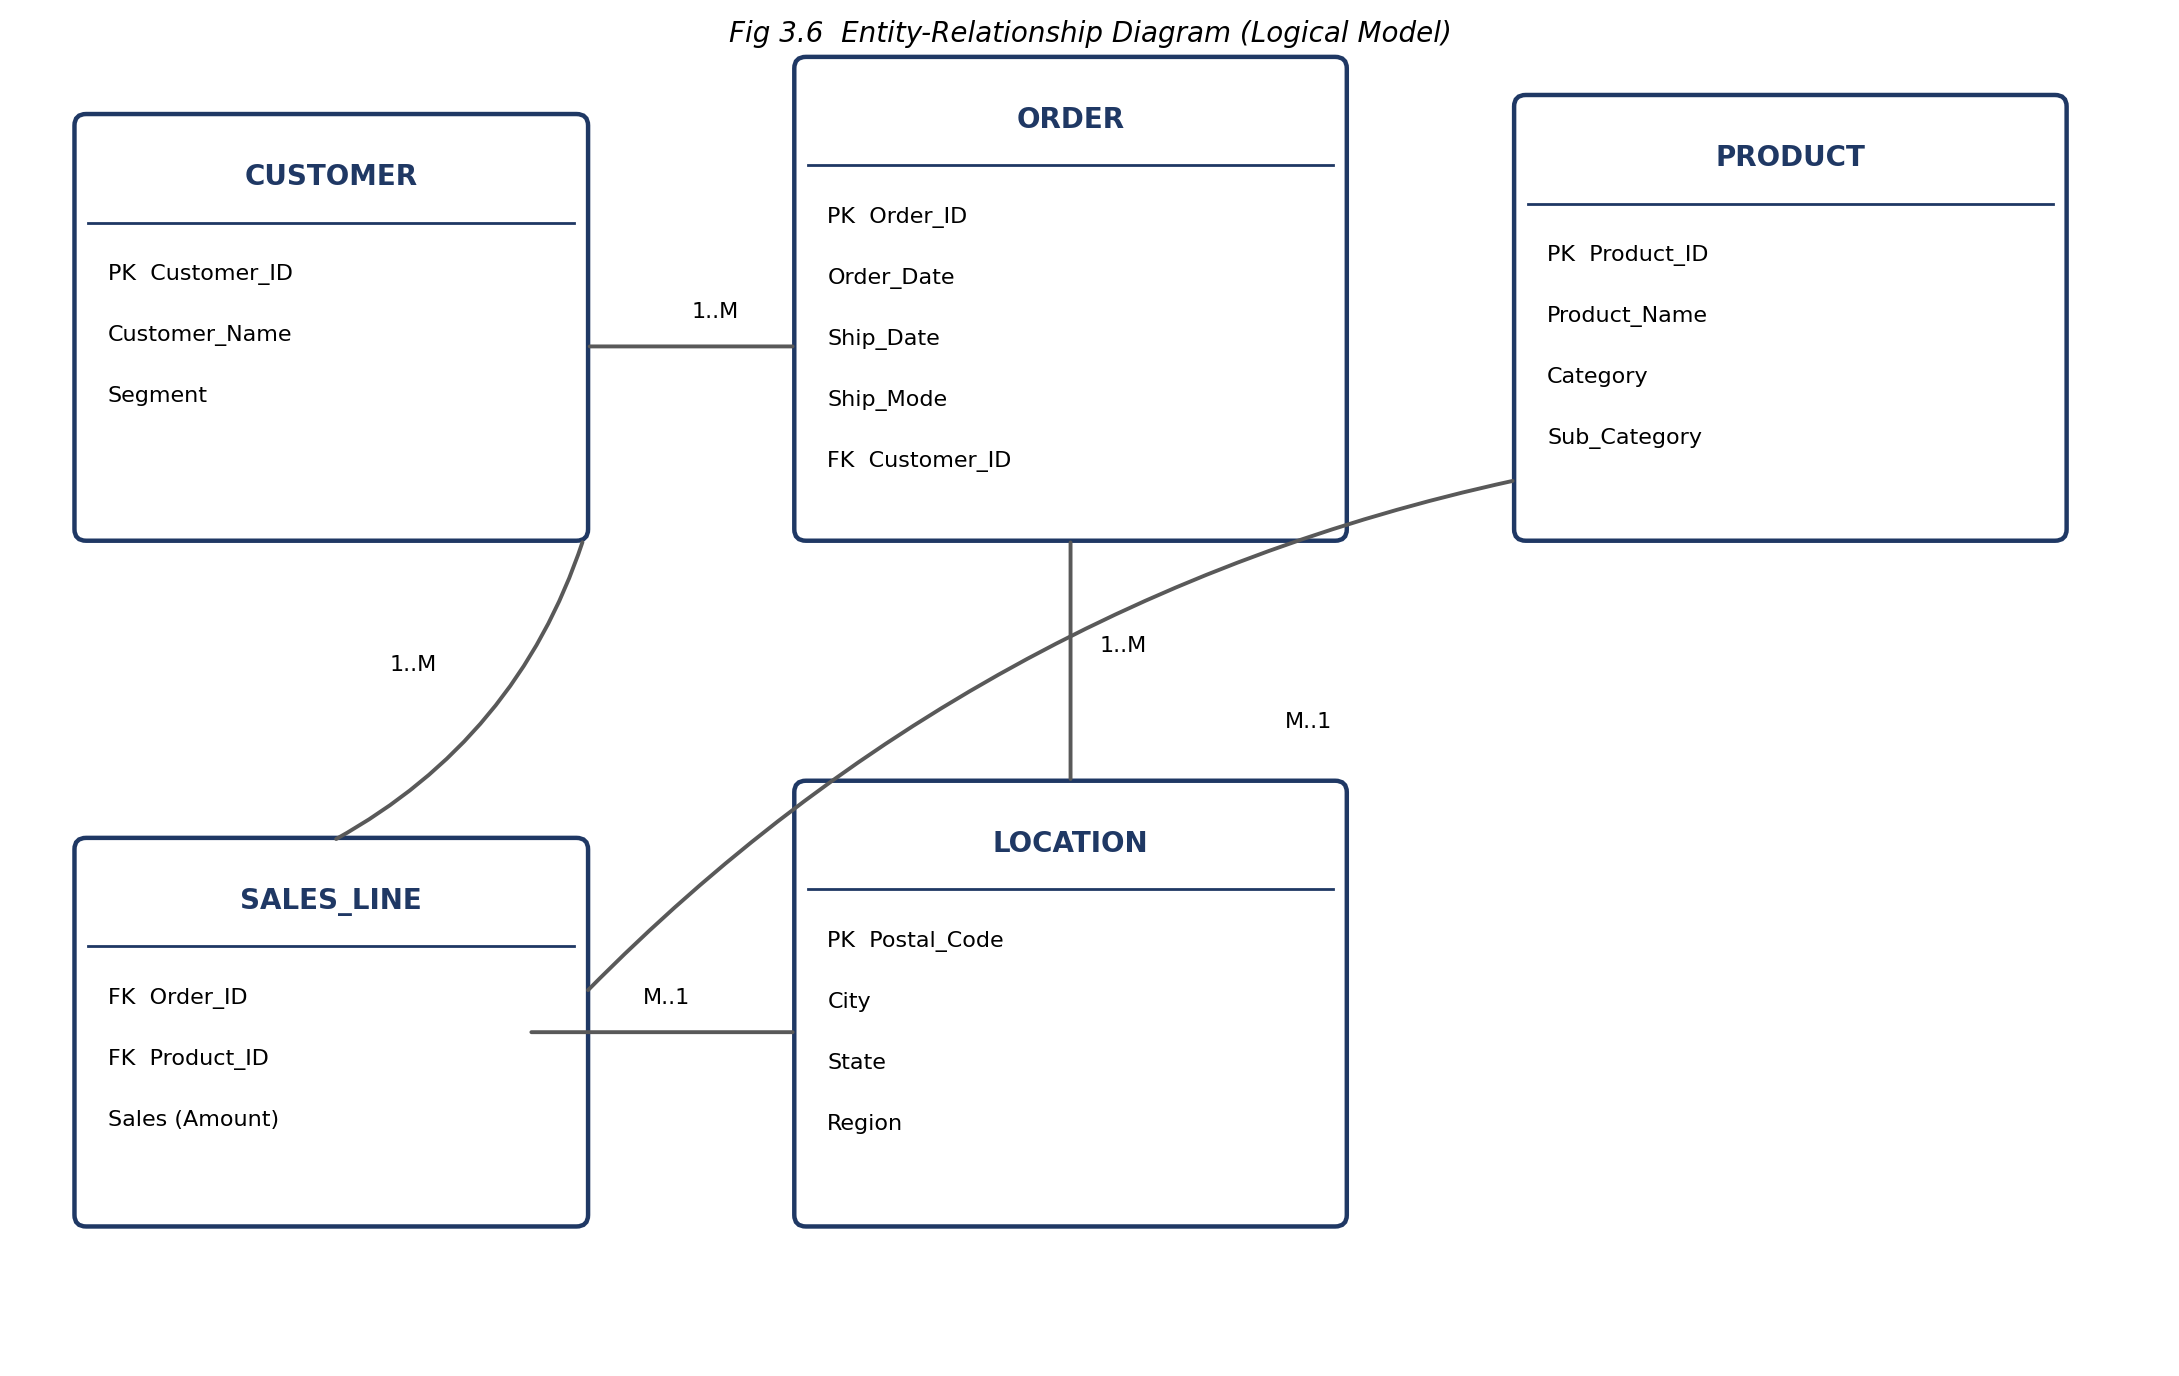 Fig 3.6  Entity-Relationship Diagram (Logical Model)
CUSTOMER
PK  Customer_ID
Customer_Name
Segment
1..M
ORDER
PK  Order_ID
Order_Date
Ship_Date
Ship_Mode
FK  Customer_ID
PRODUCT
PK  Product_ID
Product_Name
Category
Sub_Category
1..M
1..M
M..1
SALES_LINE
FK  Order_ID
FK  Product_ID
Sales (Amount)
M..1
LOCATION
PK  Postal_Code
City
State
Region